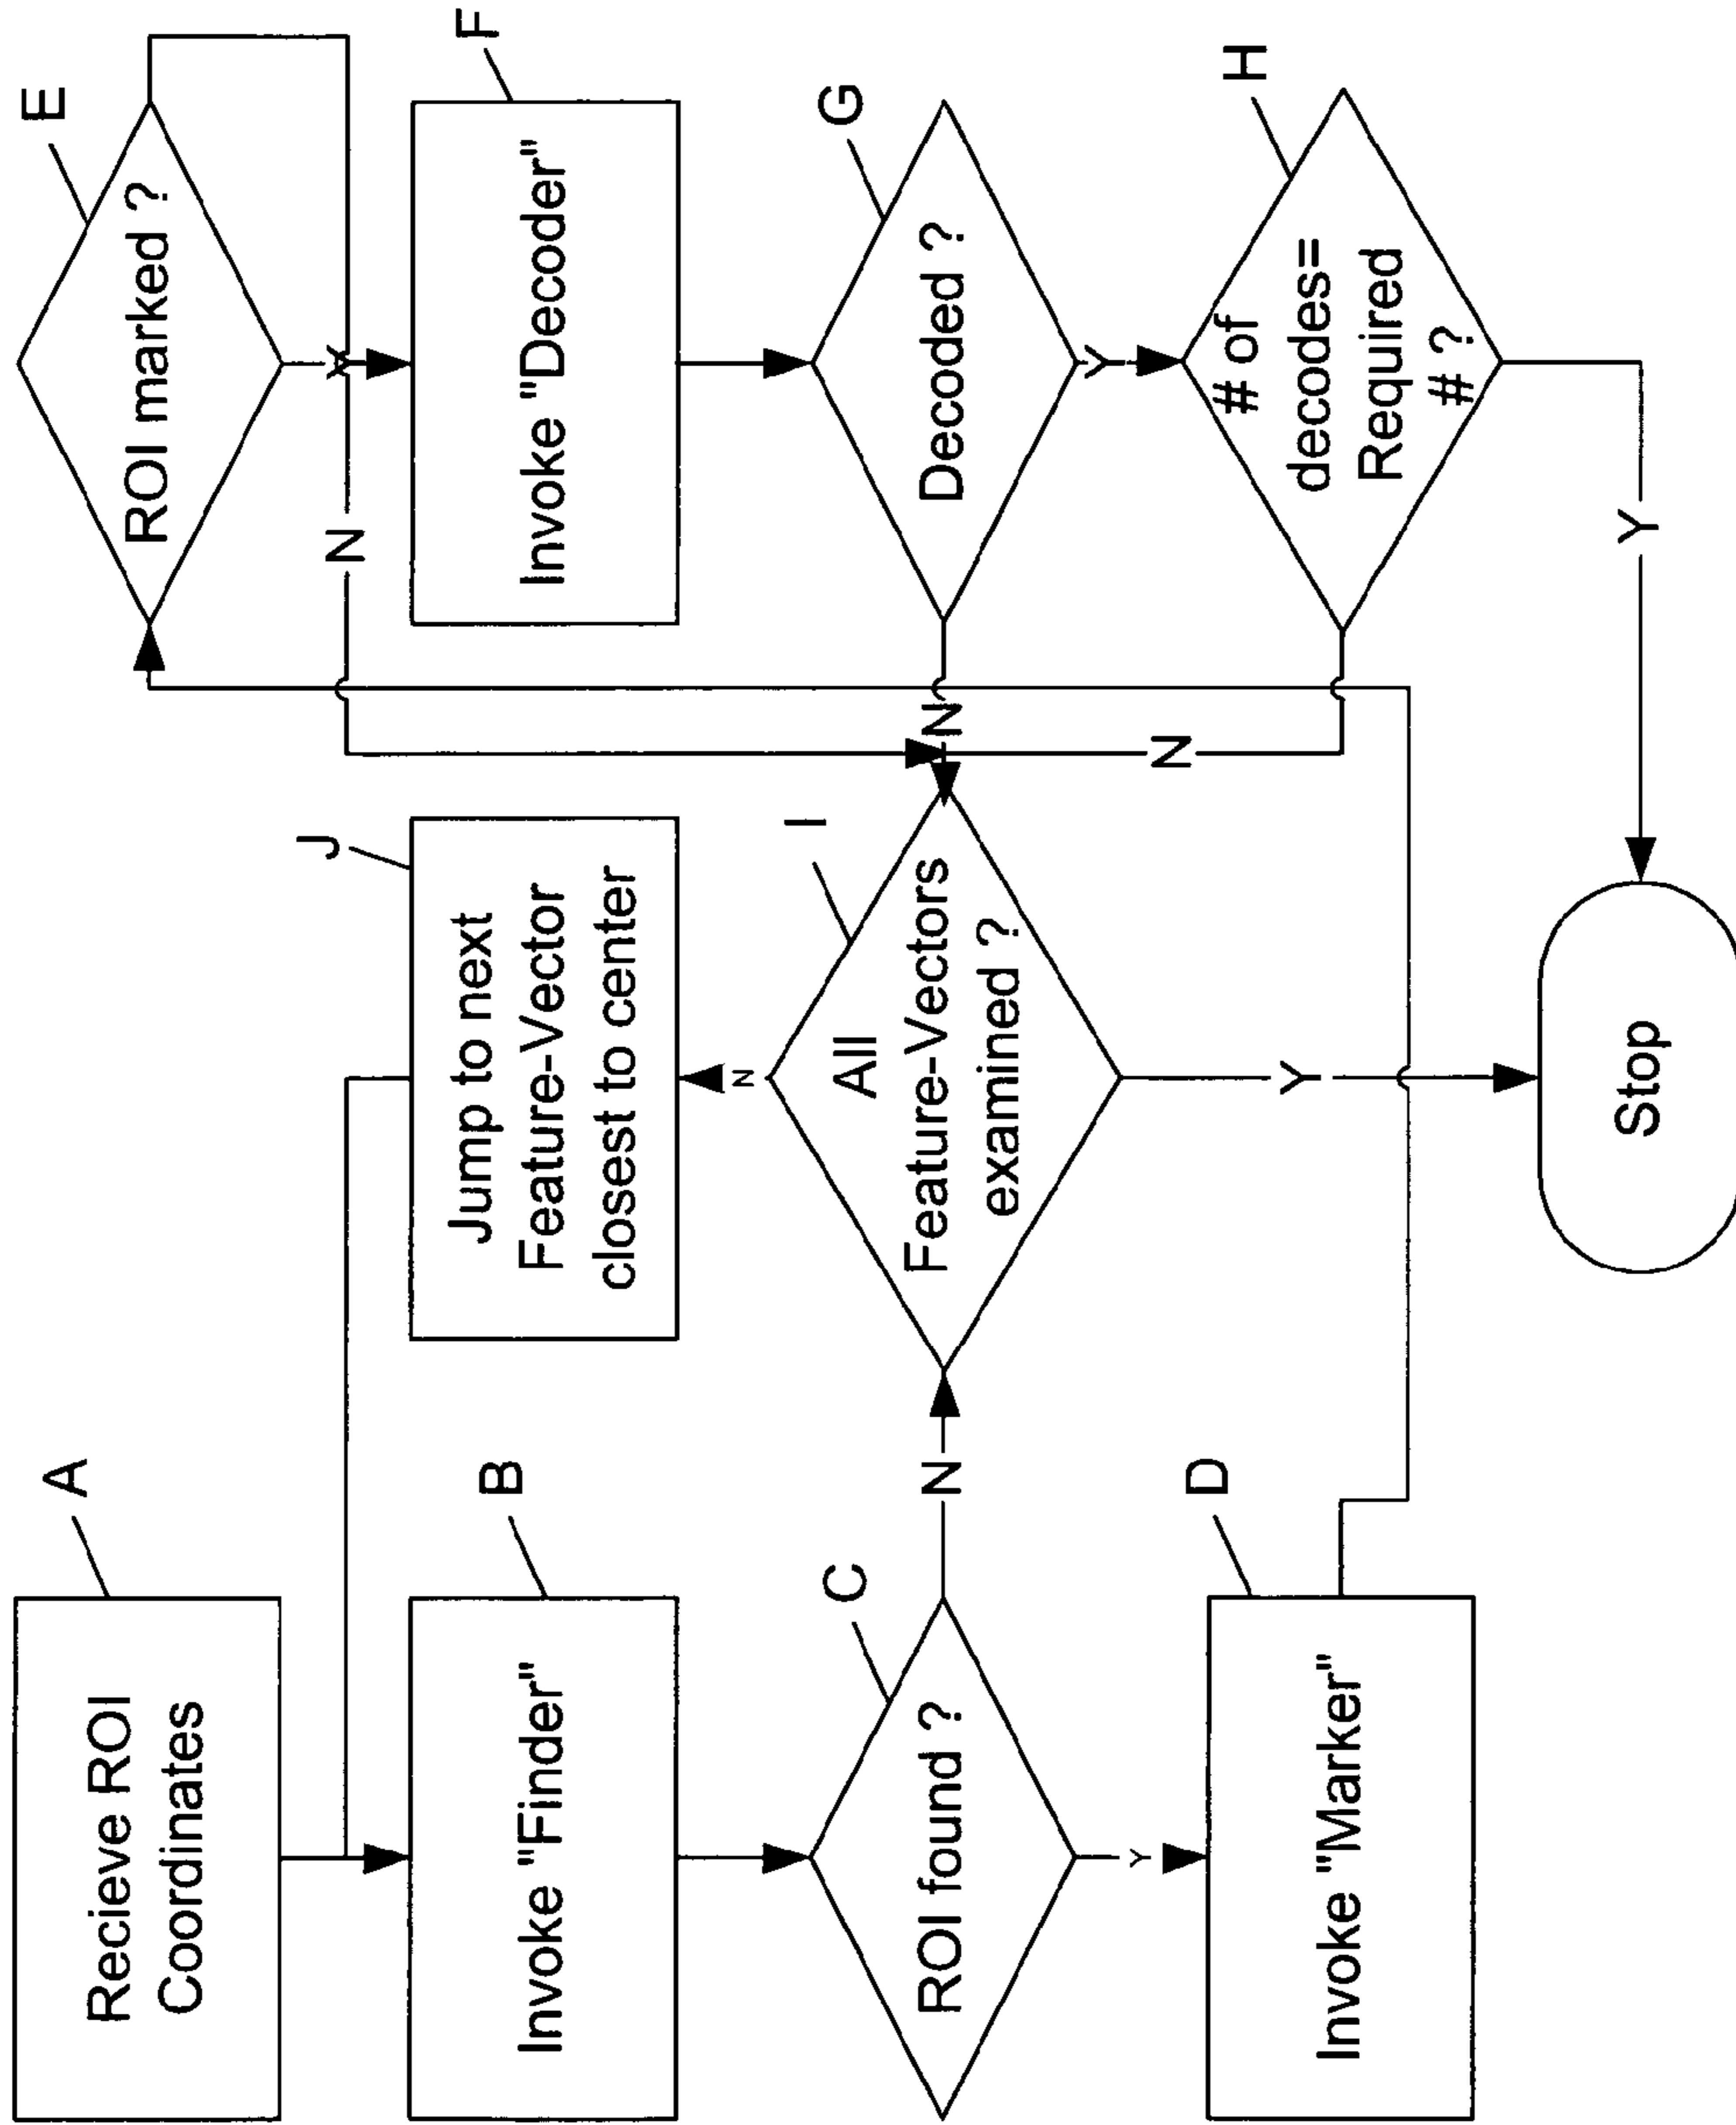 A
Recieve ROI
Coordinates
B
Invoke "Finder"
C
ROI found ?
Y
N
D
Invoke "Marker"
J
Jump to next
Feature-Vector
closest to center
N
I
All
Feature-Vectors
examined ?
Y
Stop
E
ROI marked ?
Y
N
F
Invoke "Decoder"
G
Decoded ?
N
Y
H
# of
decodes=
Required
# ?
N
Y